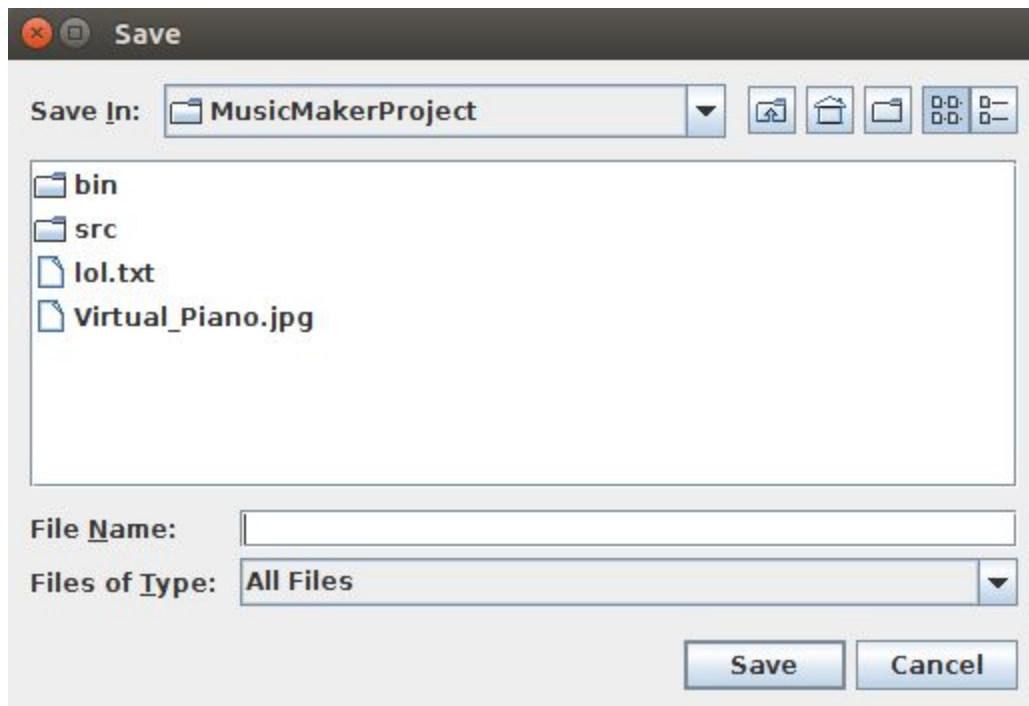 Save
Save In: MusicMakerProject
bin
src
lol.txt
Virtual_Piano.jpg
File Name:
Files of Type: All Files
Save Cancel